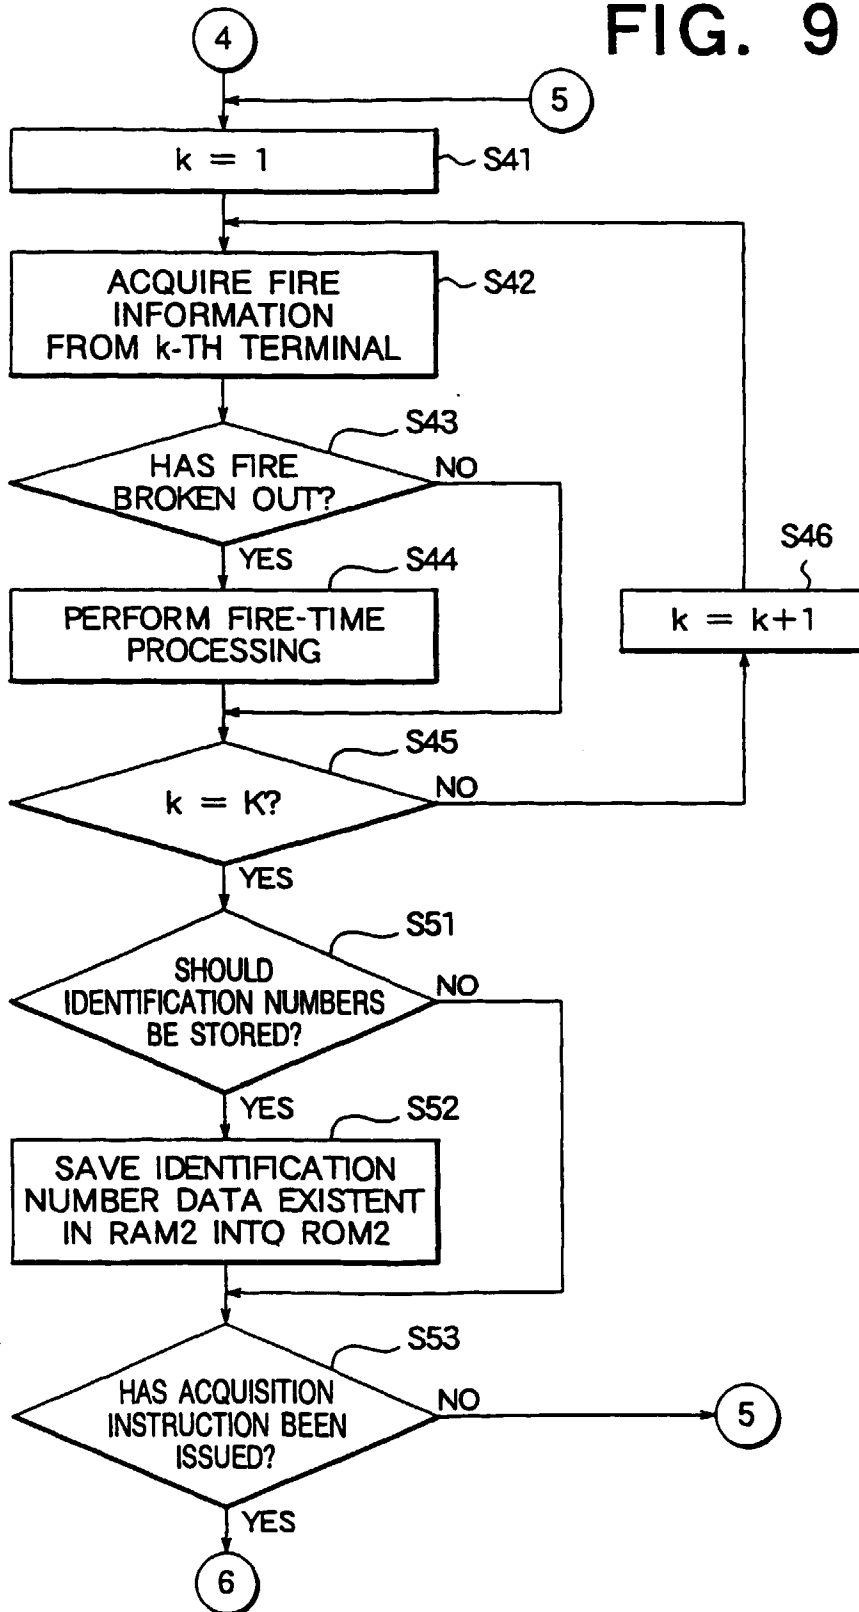 FIG. 9
4
5
k = 1
S41
ACQUIRE FIRE
INFORMATION
FROM k-TH TERMINAL
S42
S43
HAS FIRE
BROKEN OUT?
NO
YES
S44
PERFORM FIRE-TIME
PROCESSING
S46
k = k+1
S45
k = K?
NO
YES
S51
SHOULD
IDENTIFICATION NUMBERS
BE STORED?
NO
YES
S52
SAVE IDENTIFICATION
NUMBER DATA EXISTENT
IN RAM2 INTO ROM2
S53
HAS ACQUISITION
INSTRUCTION BEEN
ISSUED?
NO
5
YES
6